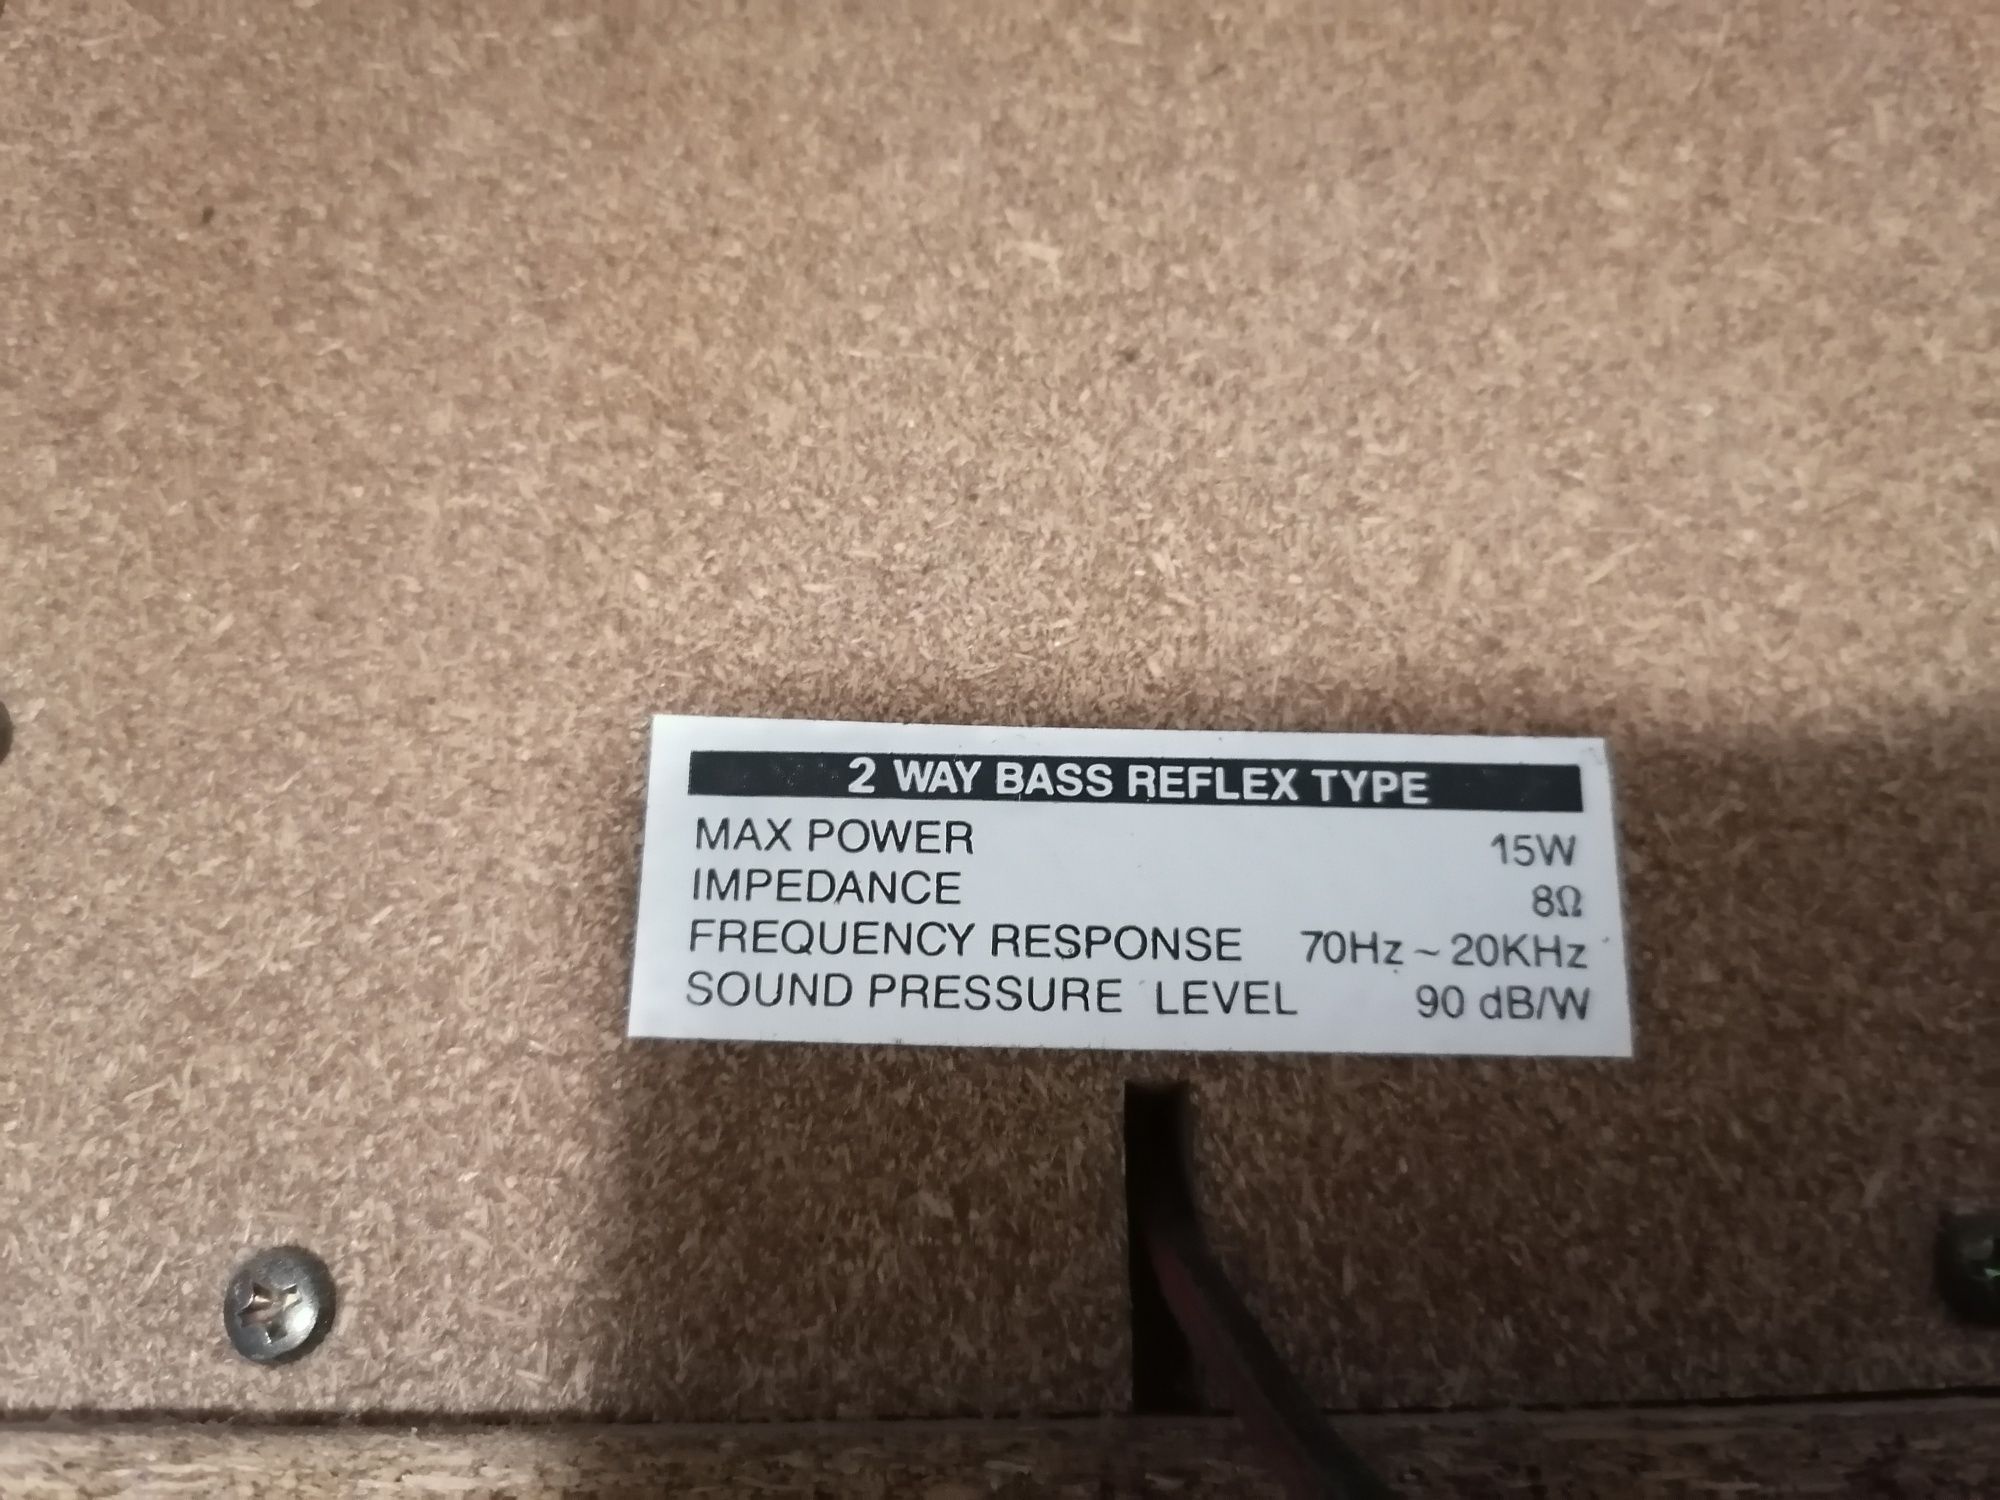 2 WAY BASS REFLEX TYPE
MAX POWER 15W
IMPEDANCE 8Ω
FREQUENCY RESPONSE 70Hz ~ 20KHz
SOUND PRESSURE LEVEL 90 dB/W